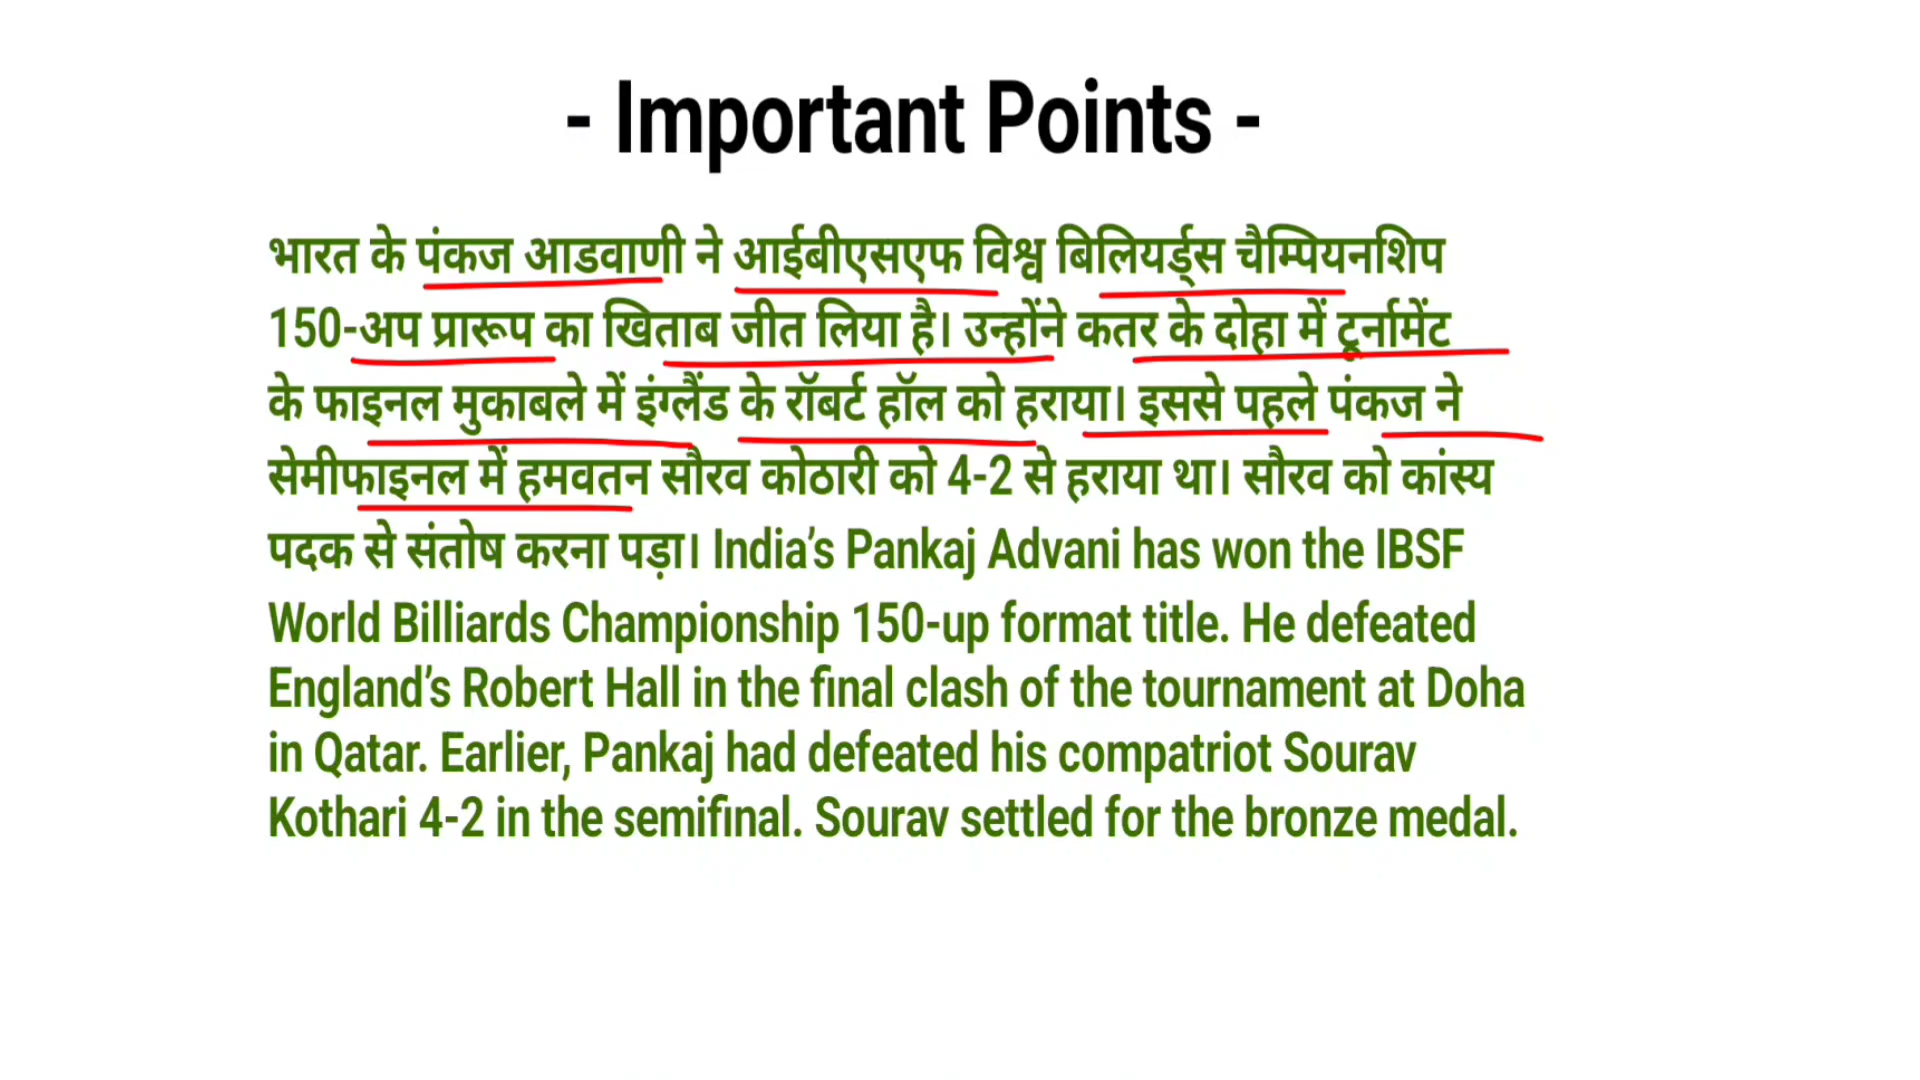 - Important Points -
भारत के पंकज आडवाणी ने आईबीएसएफ विश्व बिलियर्ड्स चैम्पियनशिप
150-अप प्रारूप का खिताब जीत लिया है। उन्होंने कतर के दोहा में टूर्नामेंट
के फाइनल मुकाबले में इंग्लैंड के रॉबर्ट हॉल को हराया। इससे पहले पंकज ने
सेमीफाइनल में हमवतन सौरव कोठारी को 4-2 से हराया था। सौरव को कांस्य
पदक से संतोष करना पड़ा। India’s Pankaj Advani has won the IBSF
World Billiards Championship 150-up format title. He defeated
England’s Robert Hall in the final clash of the tournament at Doha
in Qatar. Earlier, Pankaj had defeated his compatriot Sourav
Kothari 4-2 in the semifinal. Sourav settled for the bronze medal.